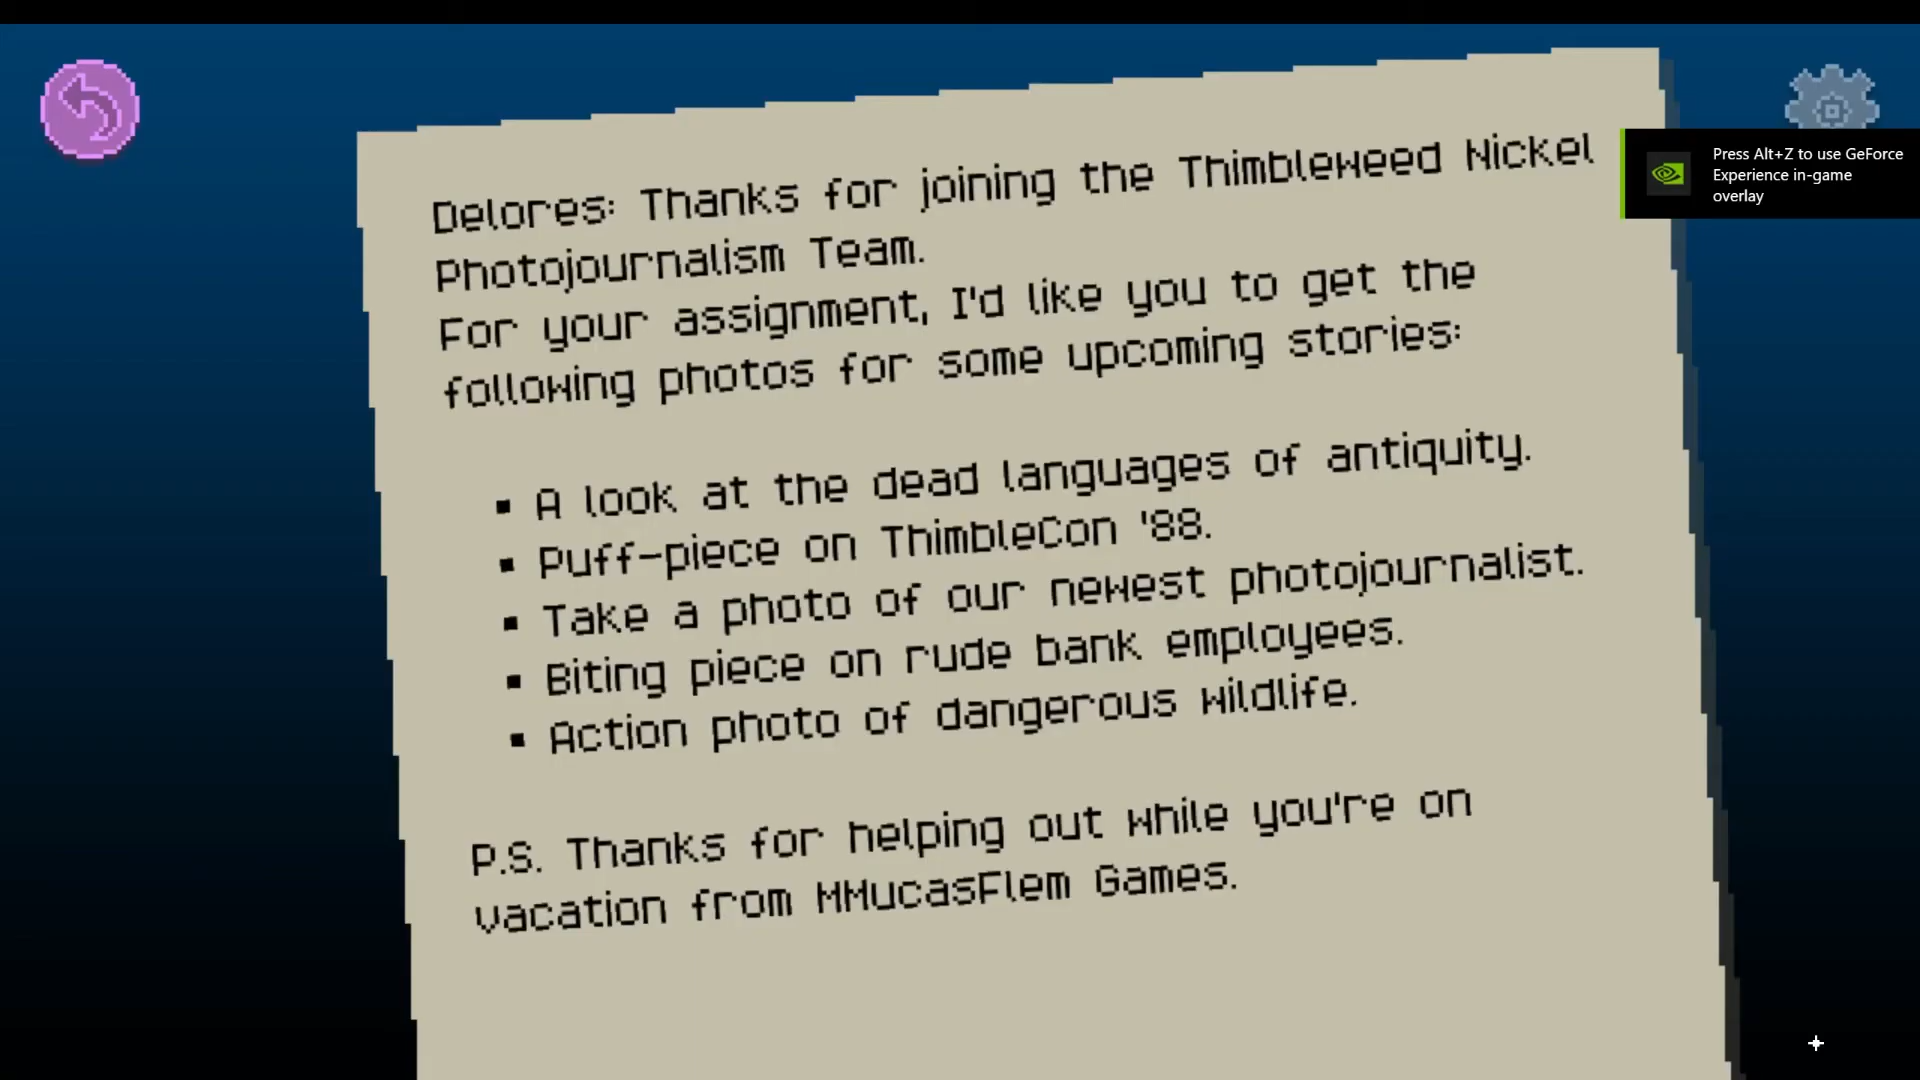 Delores: Thanks for joining the Thimbleweed Nickel
Photojournalism Team.
For your assignment, I'd like you to get the
following photos for some upcoming stories:
▪ A look at the dead languages of antiquity.
▪ Puff-piece on ThimbleCon '88.
▪ Take a photo of our newest photojournalist.
▪ Biting piece on rude bank employees.
▪ Action photo of dangerous wildlife.
P.S. Thanks for helping out while you're on
vacation from MMucasFlem Games.
Press Alt+Z to use GeForce
Experience in-game
overlay